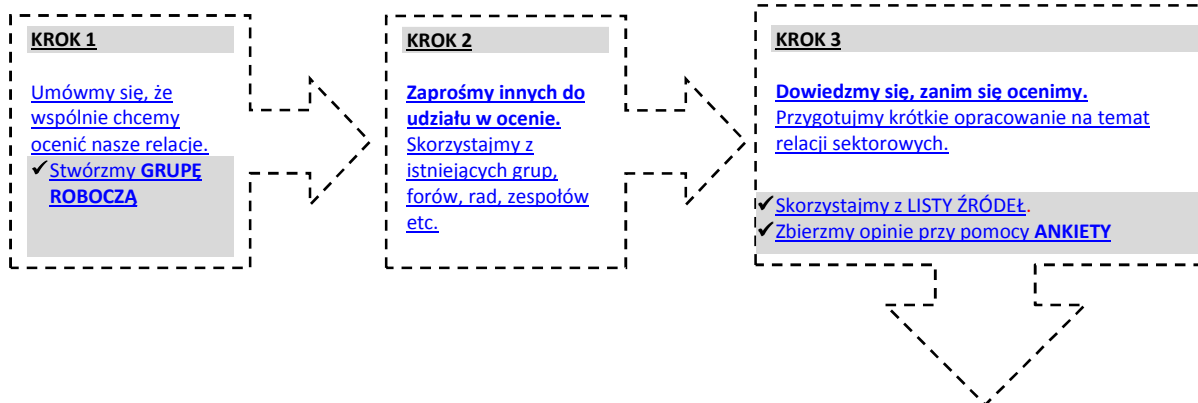 KROK 1
Umówmy się, że
wspólnie chcemy
ocenić nasze relacje.
✓Stwórzmy GRUPĘ
ROBOCZĄ
KROK 2
Zaprośmy innych do
udziału w ocenie.
Skorzystajmy z
istniejących grup,
forów, rad, zespołów
etc.
KROK 3
Dowiedzmy się, zanim się ocenimy.
Przygotujmy krótkie opracowanie na temat
relacji sektorowych.
✓Skorzystajmy z LISTY ŹRÓDEŁ.
✓Zbierzmy opinie przy pomocy ANKIETY